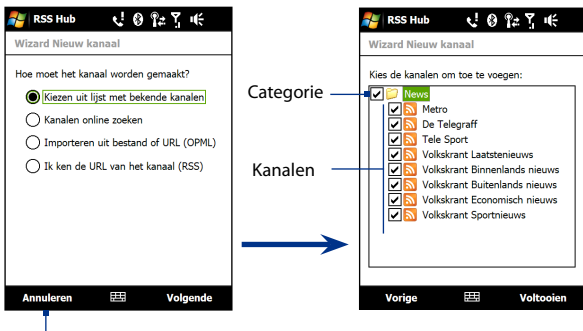 RSS Hub
Wizard Nieuw kanaal
Hoe moet het kanaal worden gemaakt?
Kiezen uit lijst met bekende kanalen
Kanalen online zoeken
Importeren uit bestand of URL (OPML)
Ik ken de URL van het kanaal (RSS)
Annuleren
Volgende
Categorie
Kanalen
RSS Hub
Wizard Nieuw kanaal
Kies de kanalen om toe te voegen:
News
Metro
De Telegraff
Tele Sport
Volkskrant Laatstenieuws
Volkskrant Binnenlands nieuws
Volkskrant Buitenlands nieuws
Volkskrant Economisch nieuws
Volkskrant Sportnieuws
Vorige
Voltooien